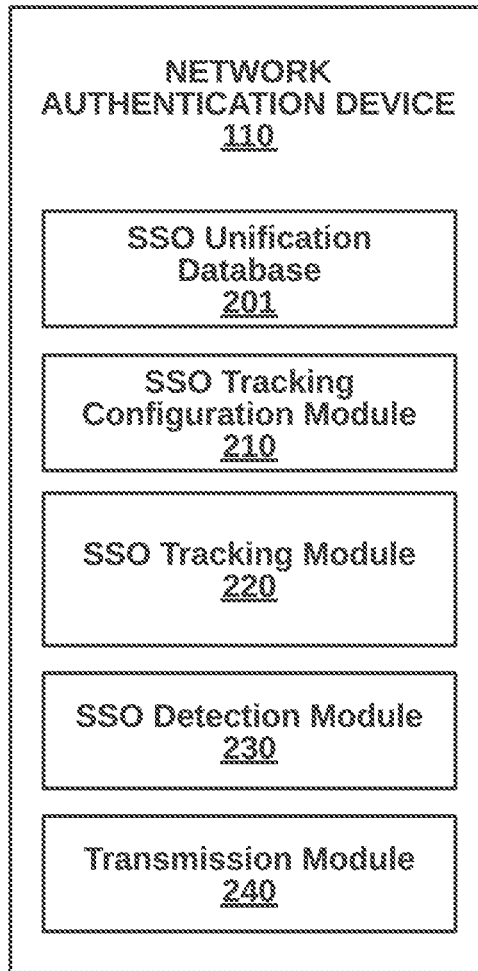 NETWORK
AUTHENTICATION DEVICE
110
SSO Unification
Database
201
SSO Tracking
Configuration Module
210
SSO Tracking Module
220
SSO Detection Module
230
Transmission Module
240